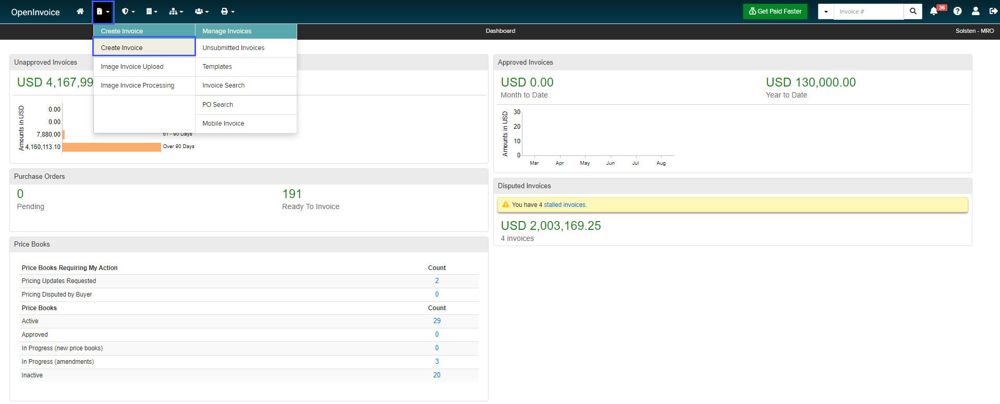 OpenInvoice
Get Paid Faster
Invoice #
36
Create Invoice
Manage Invoices
Dashboard
Solsten - MRO
Create Invoice
Image Invoice Upload
Image Invoice Processing
Unsubmitted Invoices
Templates
Invoice Search
PO Search
Mobile Invoice
Unapproved Invoices
USD 4,167,99
Amounts in USD
0.00
0.00
7,880.00
61 - 90 Days
4,160,113.10
Over 90 Days
Approved Invoices
USD 0.00
Month to Date
USD 130,000.00
Year to Date
Amounts in USD
30
20
10
0
Mar Apr May Jun Jul Aug
Purchase Orders
0
Pending
191
Ready To Invoice
Disputed Invoices
You have 4 stalled invoices.
USD 2,003,169.25
4 invoices
Price Books
Price Books Requiring My Action Count
Pricing Updates Requested 2
Pricing Disputed by Buyer 0
Price Books Count
Active 29
Approved 0
In Progress (new price books) 0
In Progress (amendments) 3
Inactive 20